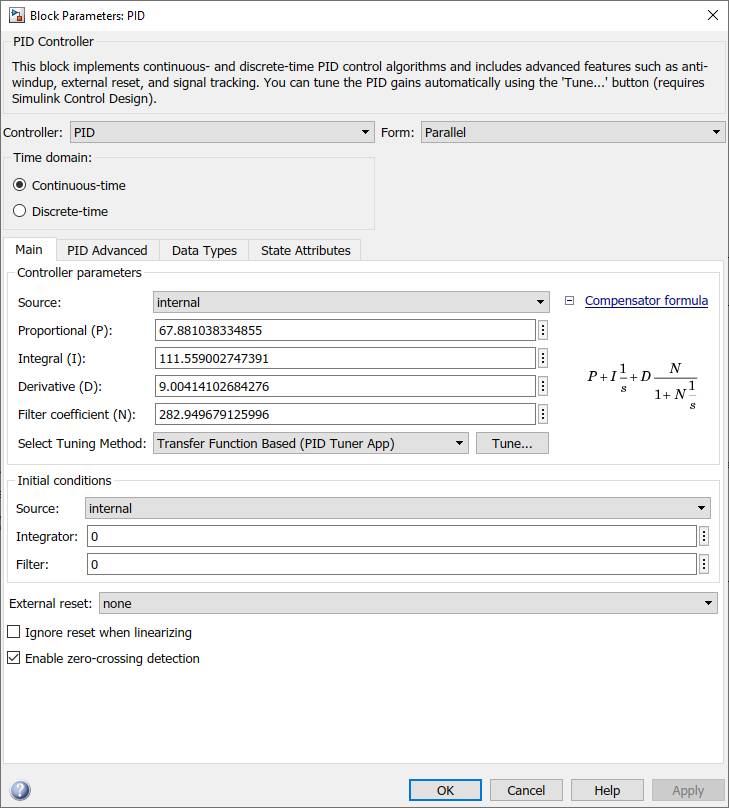 Block Parameters: PID
PID Controller
This block implements continuous- and discrete-time PID control algorithms and includes advanced features such as anti-
windup, external reset, and signal tracking. You can tune the PID gains automatically using the 'Tune...' button (requires
Simulink Control Design).
Controller: PID Form: Parallel
Time domain:
Continuous-time
Discrete-time
Main PID Advanced Data Types State Attributes
Controller parameters
Source: internal Compensator formula
Proportional (P): 67.881038334855
Integral (I): 111.559002747391
Derivative (D): 9.00414102684276
P + I 1/s + D N/(1 + N 1/s)
Filter coefficient (N): 282.949679125996
Select Tuning Method: Transfer Function Based (PID Tuner App) Tune...
Initial conditions
Source: internal
Integrator: 0
Filter: 0
External reset: none
Ignore reset when linearizing
Enable zero-crossing detection
? OK Cancel Help Apply